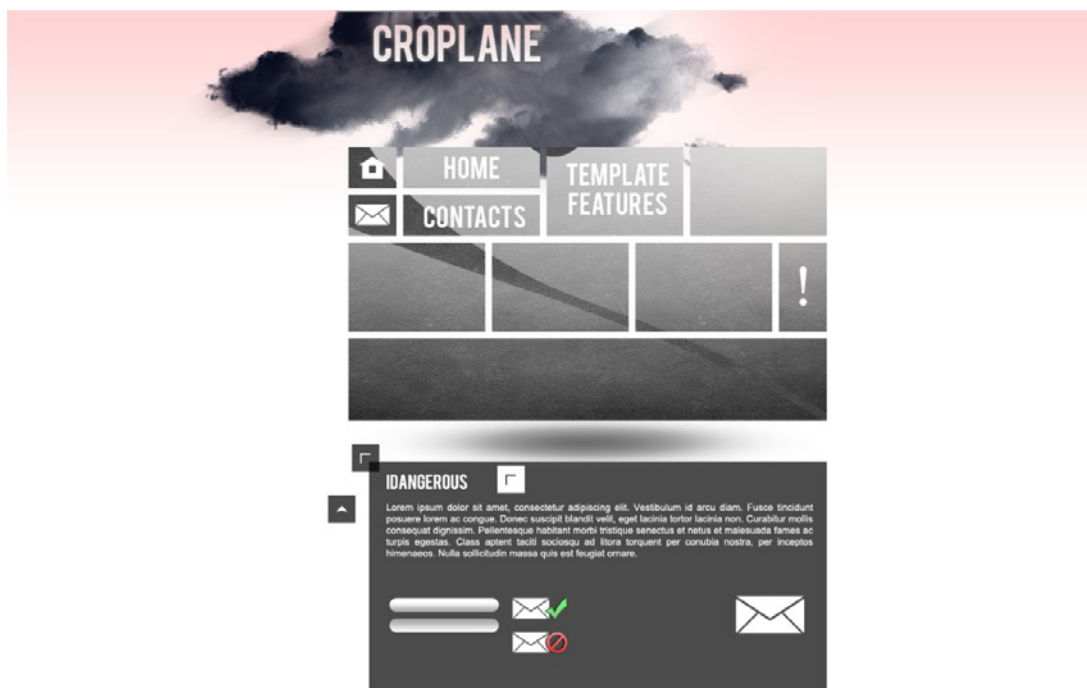 CROPLANE
HOME
TEMPLATE
FEATURES
CONTACTS
!
IDANGEROUS
Lorem ipsum dolor sit amet, consectetur adipiscing elit. Vestibulum id arcu diam. Fusce tincidunt
posuere lorem ac congue. Donec suscipit blandit velit, eget lacinia tortor lacinia non. Curabitur mollis
consequat dignissim. Pellentesque habitant morbi tristique senectus et netus et malesuada fames ac
turpis egestas. Class aptent taciti sociosqu ad litora torquent per conubia nostra, per inceptos
himenaeos. Nulla sollicitudin massa quis est feugiat ornare.